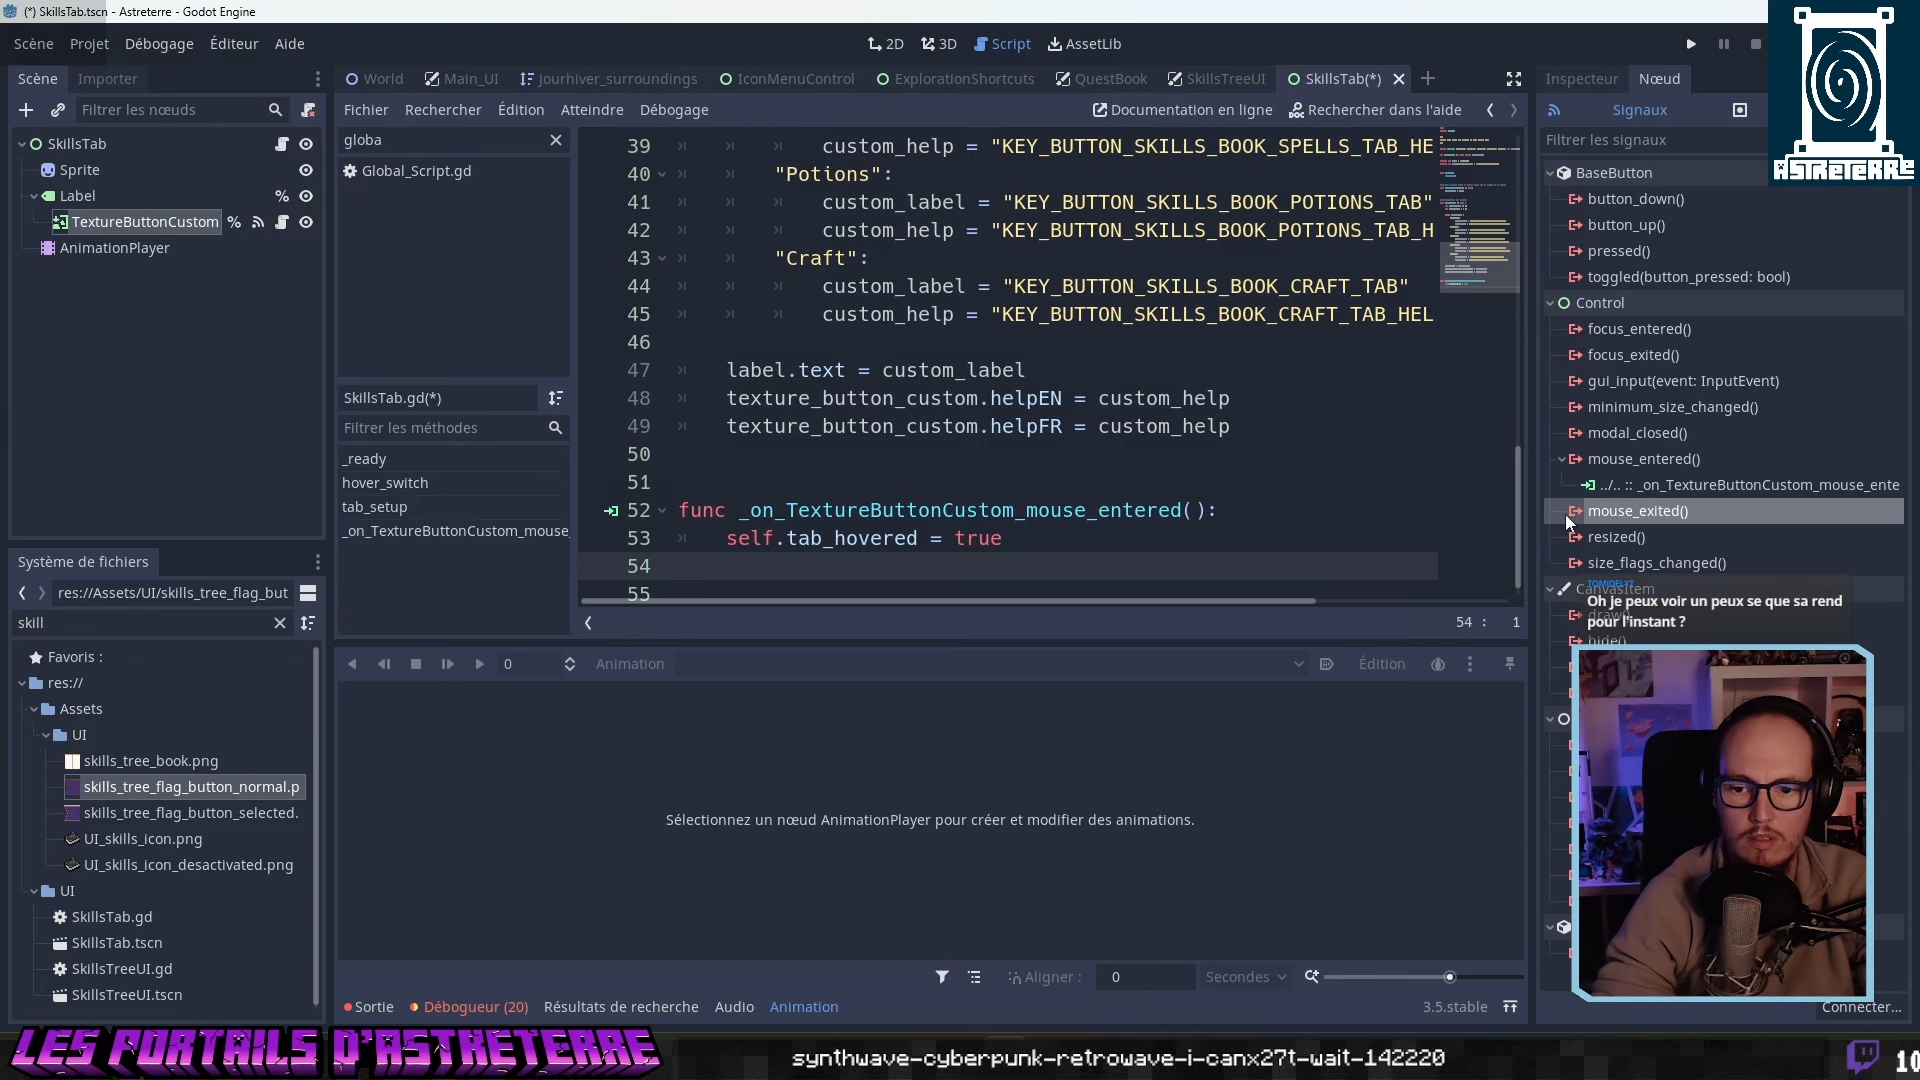 (*) SkillsTab.tscn - Astreterre - Godot Engine
Scène Projet Débogage Éditeur Aide
2D 3D Script AssetLib
Scène Importer
Filtrer les nœuds
SkillsTab
Sprite
Label
TextureButtonCustom
AnimationPlayer
Système de fichiers
res://Assets/UI/skills_tree_flag_but
skill
Favoris :
res://
Assets
UI
skills_tree_book.png
skills_tree_flag_button_normal.p
skills_tree_flag_button_selected.
UI_skills_icon.png
UI_skills_icon_desactivated.png
UI
SkillsTab.gd
SkillsTab.tscn
SkillsTreeUI.gd
SkillsTreeUI.tscn
World Main_UI Jourhiver_surroundings IconMenuControl ExplorationShortcuts QuestBook SkillsTreeUI SkillsTab(*)
Fichier Rechercher Édition Atteindre Débogage Documentation en ligne Rechercher dans l'aide
globa
Global_Script.gd
SkillsTab.gd(*)
Filtrer les méthodes
_ready
hover_switch
tab_setup
_on_TextureButtonCustom_mouse_
39 custom_help = "KEY_BUTTON_SKILLS_BOOK_SPELLS_TAB_HE
40 "Potions":
41 custom_label = "KEY_BUTTON_SKILLS_BOOK_POTIONS_TAB"
42 custom_help = "KEY_BUTTON_SKILLS_BOOK_POTIONS_TAB_H
43 "Craft":
44 custom_label = "KEY_BUTTON_SKILLS_BOOK_CRAFT_TAB"
45 custom_help = "KEY_BUTTON_SKILLS_BOOK_CRAFT_TAB_HEL
46
47 label.text = custom_label
48 texture_button_custom.helpEN = custom_help
49 texture_button_custom.helpFR = custom_help
50
51
52 func _on_TextureButtonCustom_mouse_entered():
53 self.tab_hovered = true
54
55
54 : 1
0 Animation Édition
Sélectionnez un nœud AnimationPlayer pour créer et modifier des animations.
Aligner : 0 Secondes
Sortie Débogueur (20) Résultats de recherche Audio Animation 3.5.stable
Inspecteur Nœud
Signaux
Filtrer les signaux
BaseButton
button_down()
button_up()
pressed()
toggled(button_pressed: bool)
Control
focus_entered()
focus_exited()
gui_input(event: InputEvent)
minimum_size_changed()
modal_closed()
mouse_entered()
../.. :: _on_TextureButtonCustom_mouse_ente
mouse_exited()
resized()
size_flags_changed()
CanvasItem
draw()
hide()
TOMIDELYT
Oh je peux voir un peux se que sa rend
pour l'instant ?
Connecter...
ASTRETERRE
LES PORTAILS D'ASTRETERRE
synthwave-cyberpunk-retrowave-i-canx27t-wait-142220
10